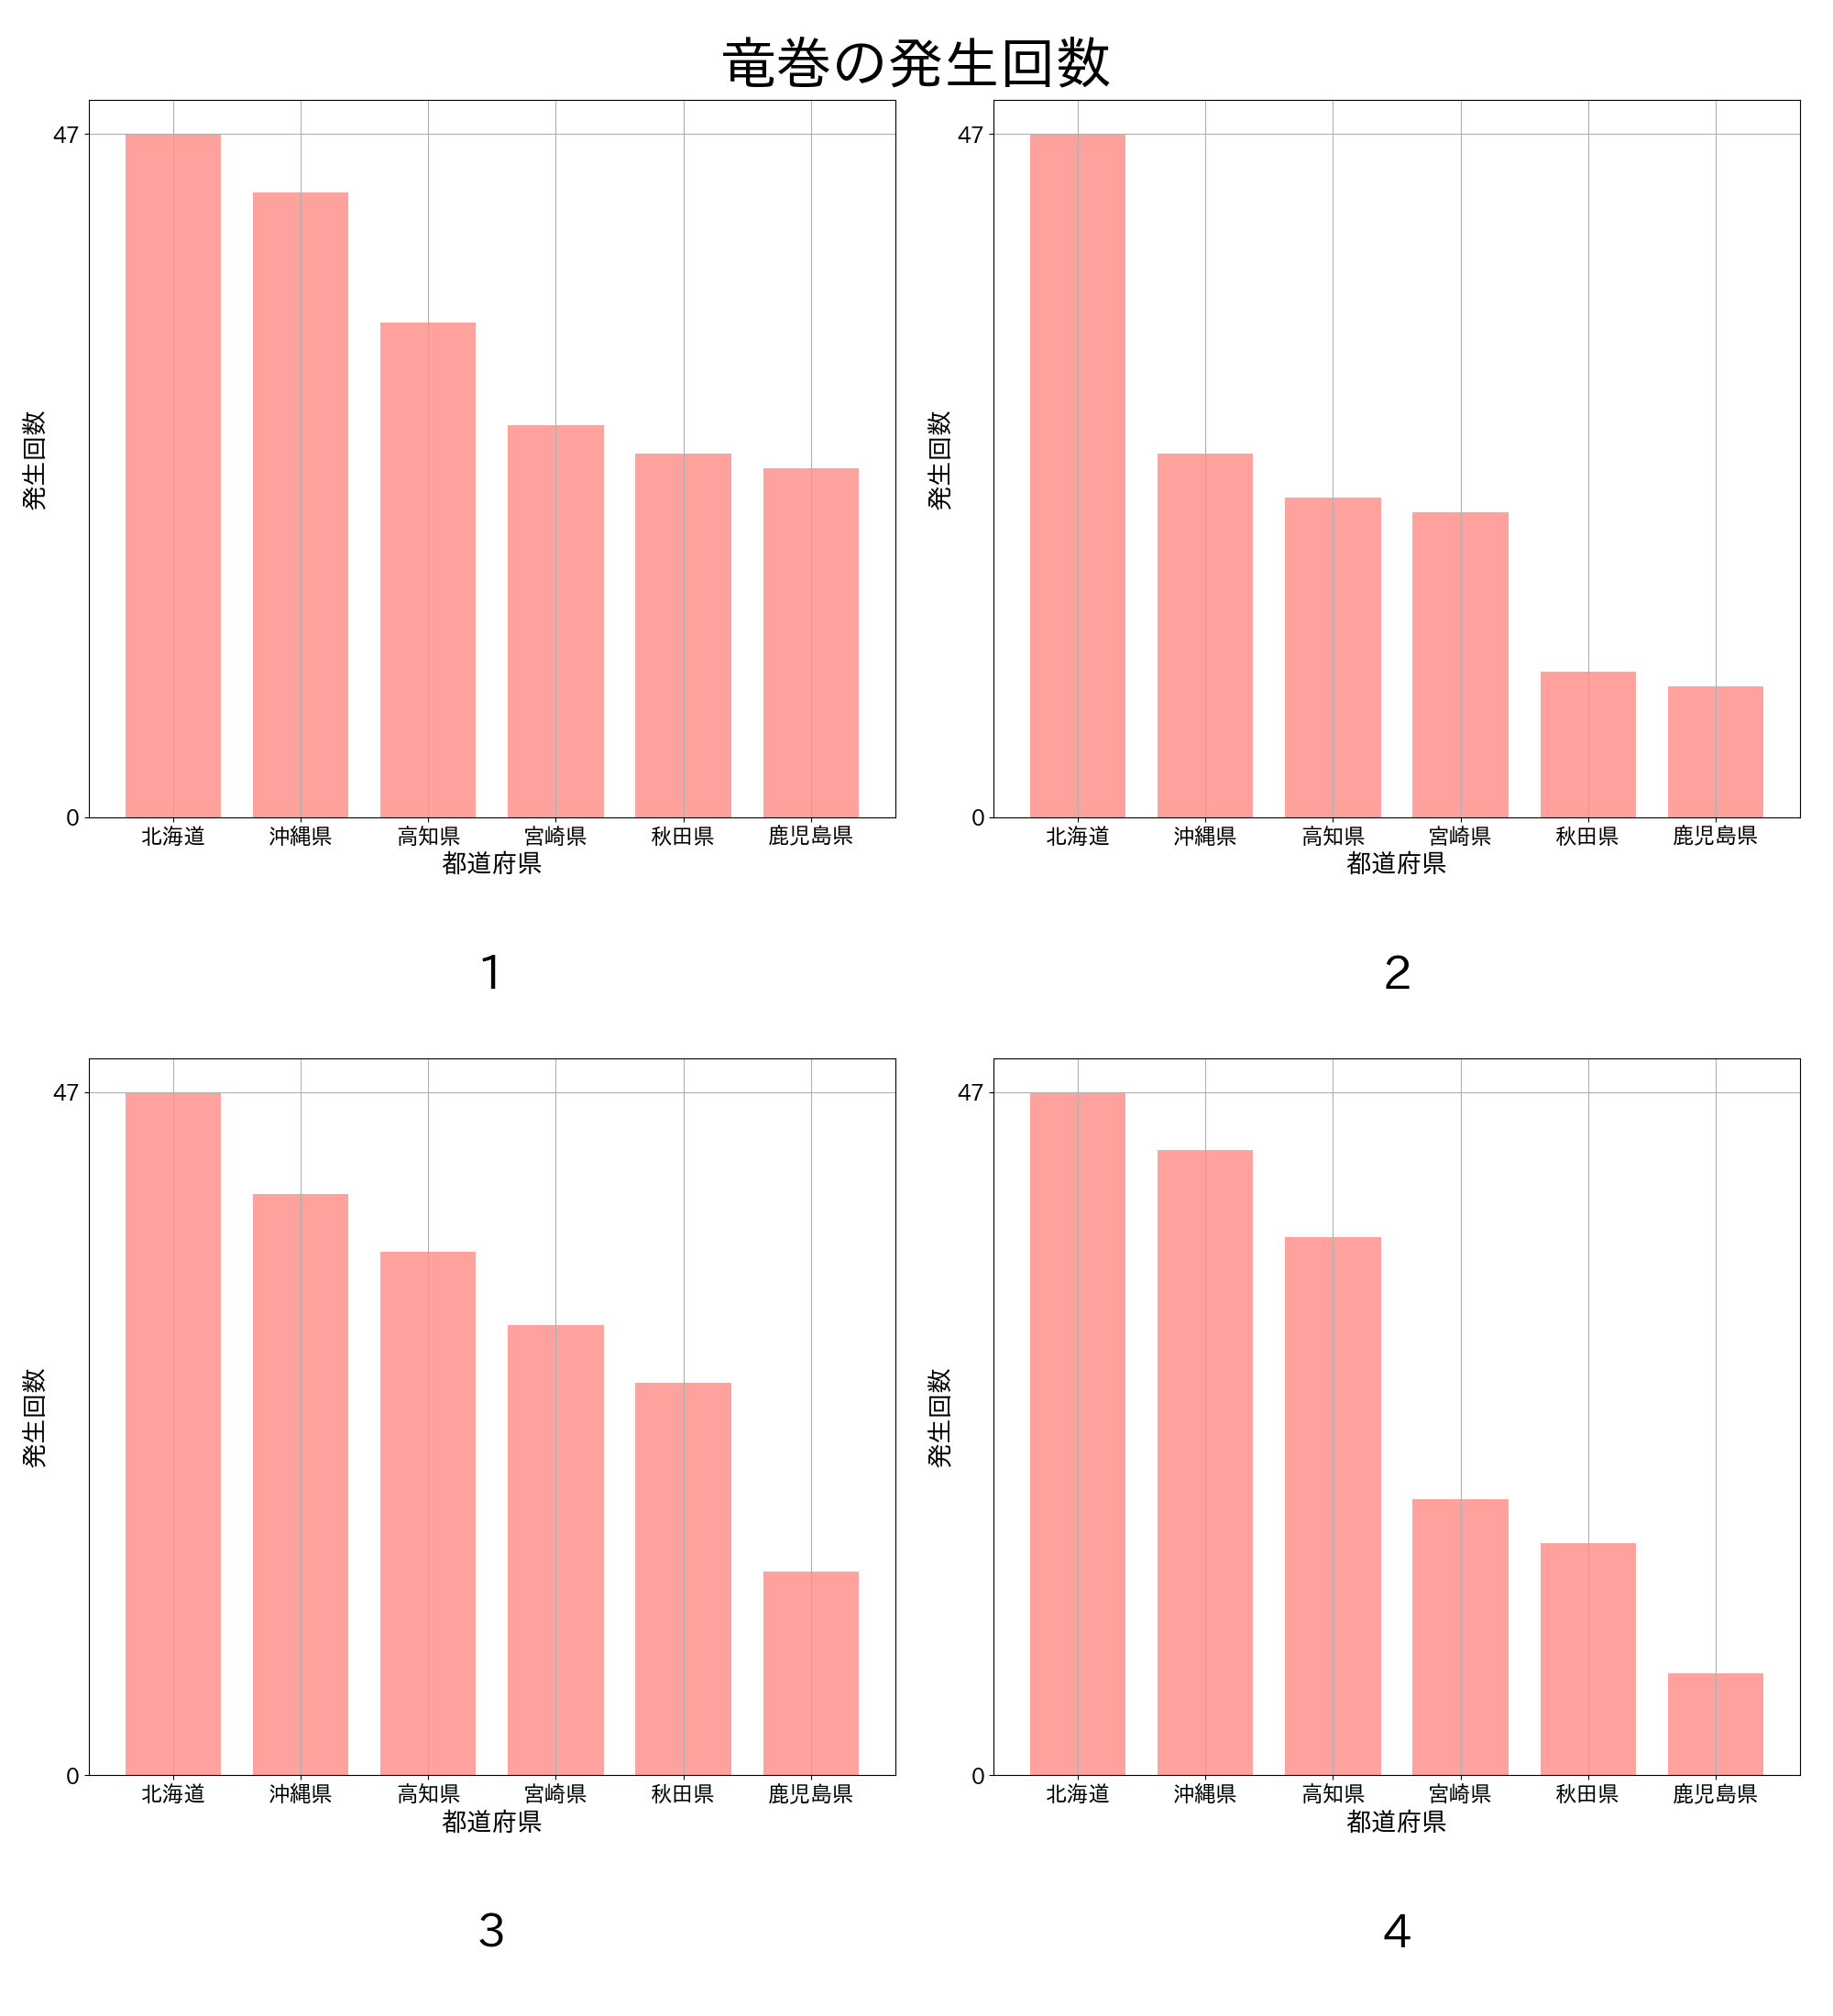 竜巻の発生回数
47
発生回数
0
北海道 沖縄県 高知県 宮崎県 秋田県 鹿児島県
都道府県
1
47
発生回数
0
北海道 沖縄県 高知県 宮崎県 秋田県 鹿児島県
都道府県
2
47
発生回数
0
北海道 沖縄県 高知県 宮崎県 秋田県 鹿児島県
都道府県
3
47
発生回数
0
北海道 沖縄県 高知県 宮崎県 秋田県 鹿児島県
都道府県
4